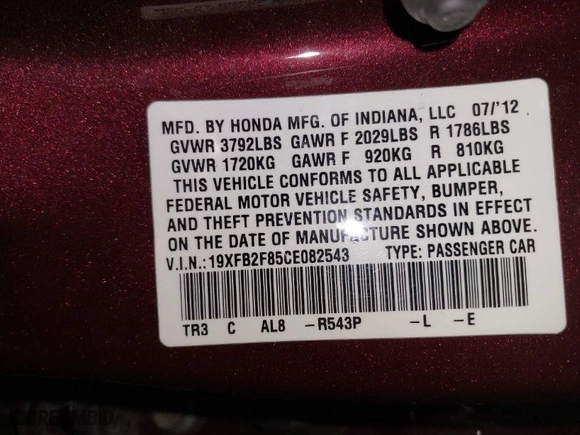 MFD. BY HONDA MFG. OF INDIANA, LLC 07/'12
GVWR 3792LBS GAWR F 2029LBS R 1786LBS
GVWR 1720KG GAWR F 920KG R 810KG
THIS VEHICLE CONFORMS TO ALL APPLICABLE
FEDERAL MOTOR VEHICLE SAFETY, BUMPER,
AND THEFT PREVENTION STANDARDS IN EFFECT
ON THE DATE OF MANUFACTURE SHOWN ABOVE.
V.I.N.:19XFB2F85CE082543 TYPE: PASSENGER CAR
TR3 C AL8 -R543P -L -E